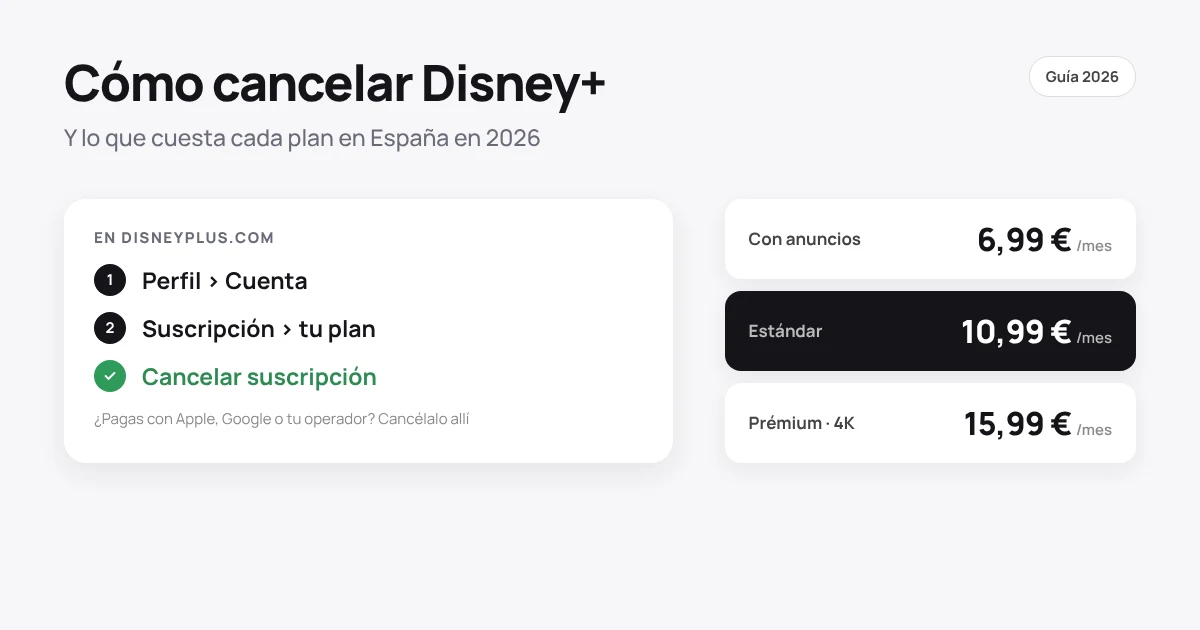 Cómo cancelar Disney+
Guía 2026
Y lo que cuesta cada plan en España en 2026
EN DISNEYPLUS.COM
1 Perfil › Cuenta
2 Suscripción › tu plan
✓ Cancelar suscripción
¿Pagas con Apple, Google o tu operador? Cancélalo allí
Con anuncios 6,99 € /mes
Estándar 10,99 € /mes
Prémium · 4K 15,99 € /mes